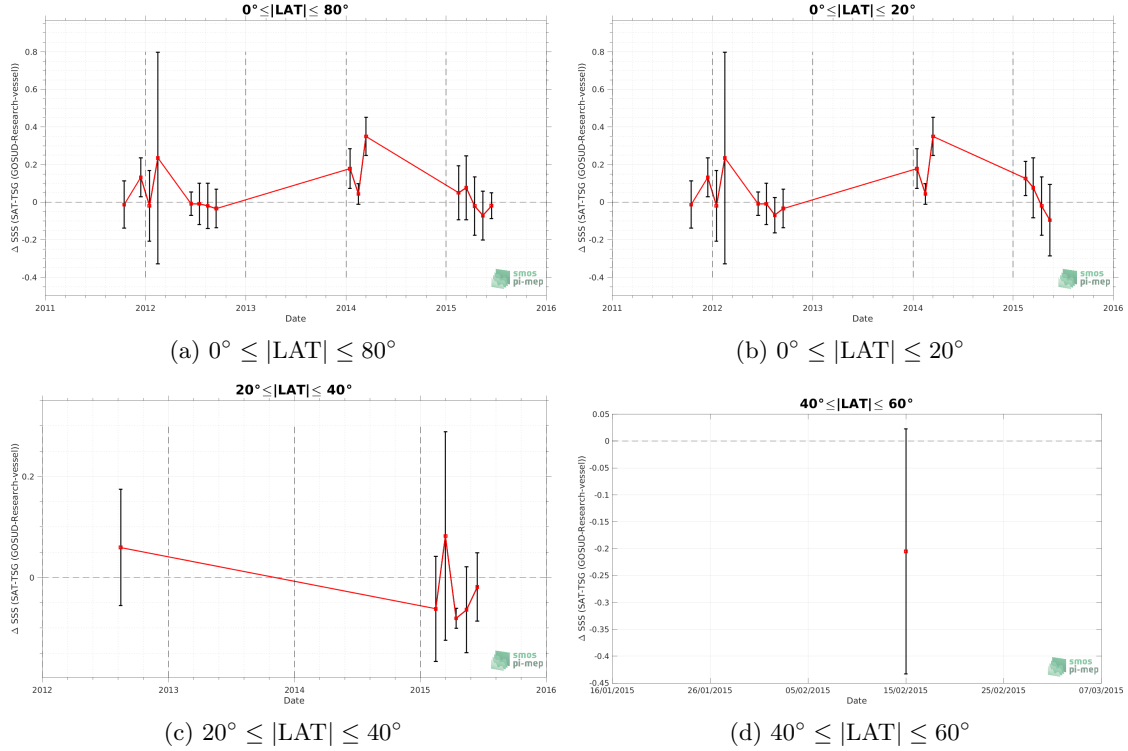 0°≤|LAT|≤ 80°
Δ SSS (SAT-TSG (GOSUD-Research-vessel))
0.8
0.6
0.4
0.2
0
-0.2
-0.4
smos
pi-mep
2011 2012 2013 2014 2015 2016
Date
(a) 0° ≤ |LAT| ≤ 80°
0°≤|LAT|≤ 20°
Δ SSS (SAT-TSG (GOSUD-Research-vessel))
0.8
0.6
0.4
0.2
0
-0.2
-0.4
smos
pi-mep
2011 2012 2013 2014 2015 2016
Date
(b) 0° ≤ |LAT| ≤ 20°
20°≤|LAT|≤ 40°
Δ SSS (SAT-TSG (GOSUD-Research-vessel))
0.2
0
smos
pi-mep
2012 2013 2014 2015 2016
Date
(c) 20° ≤ |LAT| ≤ 40°
40°≤|LAT|≤ 60°
Δ SSS (SAT-TSG (GOSUD-Research-vessel))
0.05
0
-0.05
-0.1
-0.15
-0.2
-0.25
-0.3
-0.35
-0.4
-0.45
smos
pi-mep
16/01/2015 26/01/2015 05/02/2015 15/02/2015 25/02/2015 07/03/2015
Date
(d) 40° ≤ |LAT| ≤ 60°